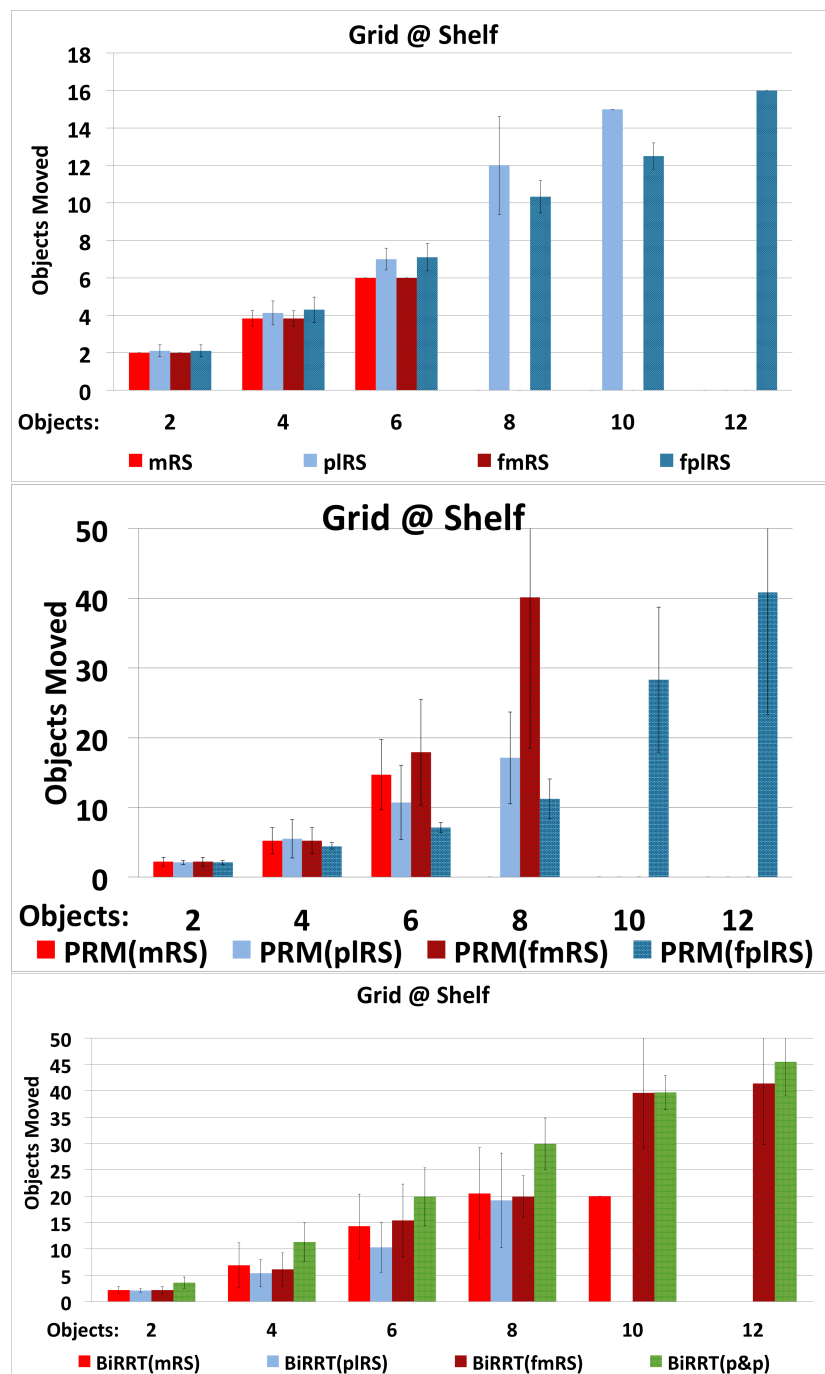 Grid @ Shelf
18
16
14
12
10
8
6
4
2
0
Objects Moved
Objects: 2 4 6 8 10 12
mRS plRS fmRS fplRS
Grid @ Shelf
50
40
30
20
10
0
Objects Moved
Objects: 2 4 6 8 10 12
PRM(mRS) PRM(plRS) PRM(fmRS) PRM(fplRS)
Grid @ Shelf
50
45
40
35
30
25
20
15
10
5
0
Objects Moved
Objects: 2 4 6 8 10 12
BiRRT(mRS) BiRRT(plRS) BiRRT(fmRS) BiRRT(p&p)